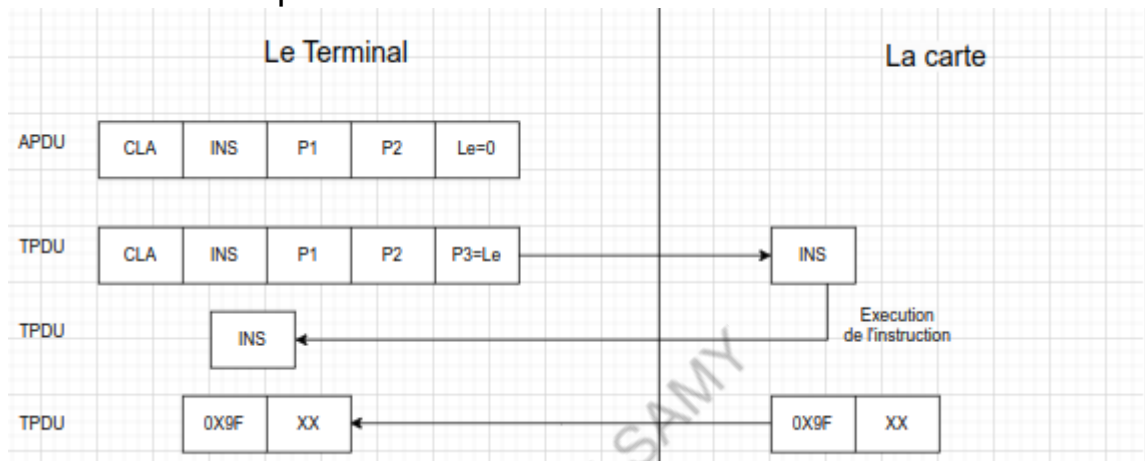 Le Terminal
La carte
APDU CLA INS P1 P2 Le=0
TPDU CLA INS P1 P2 P3=Le INS
Execution
de l'instruction
TPDU INS
TPDU 0X9F XX 0X9F XX
SAMY